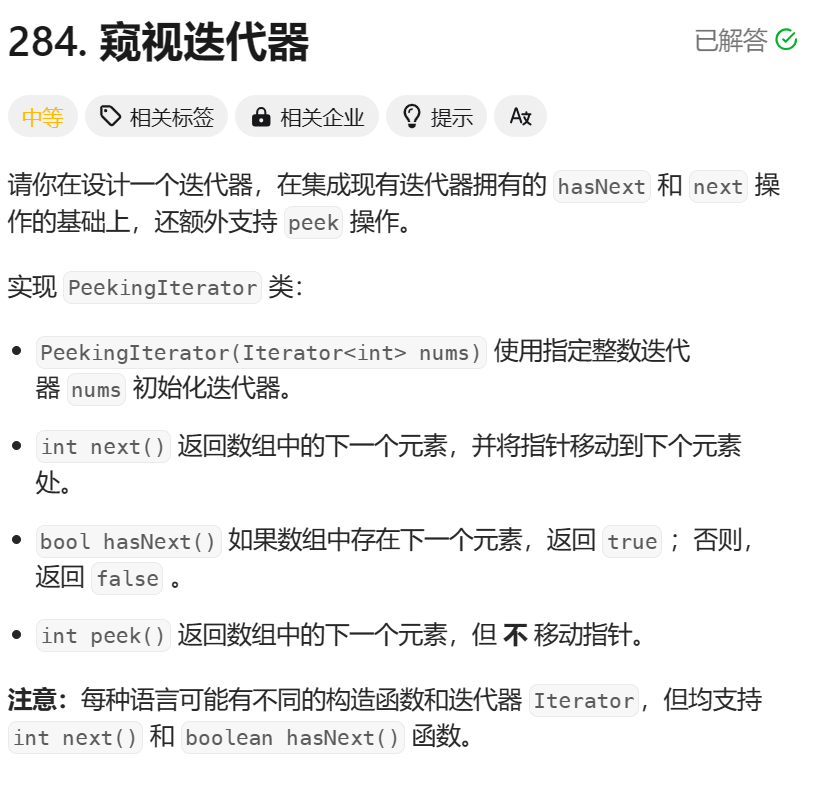 284. 窥视迭代器
已解答
中等
相关标签
相关企业
提示
Ax
请你在设计一个迭代器，在集成现有迭代器拥有的 hasNext 和 next 操
作的基础上，还额外支持 peek 操作。
实现 PeekingIterator 类：
PeekingIterator(Iterator<int> nums) 使用指定整数迭代
器 nums 初始化迭代器。
int next() 返回数组中的下一个元素，并将指针移动到下个元素
处。
bool hasNext() 如果数组中存在下一个元素，返回 true ；否则，
返回 false 。
int peek() 返回数组中的下一个元素，但 不 移动指针。
注意：每种语言可能有不同的构造函数和迭代器 Iterator，但均支持
int next() 和 boolean hasNext() 函数。